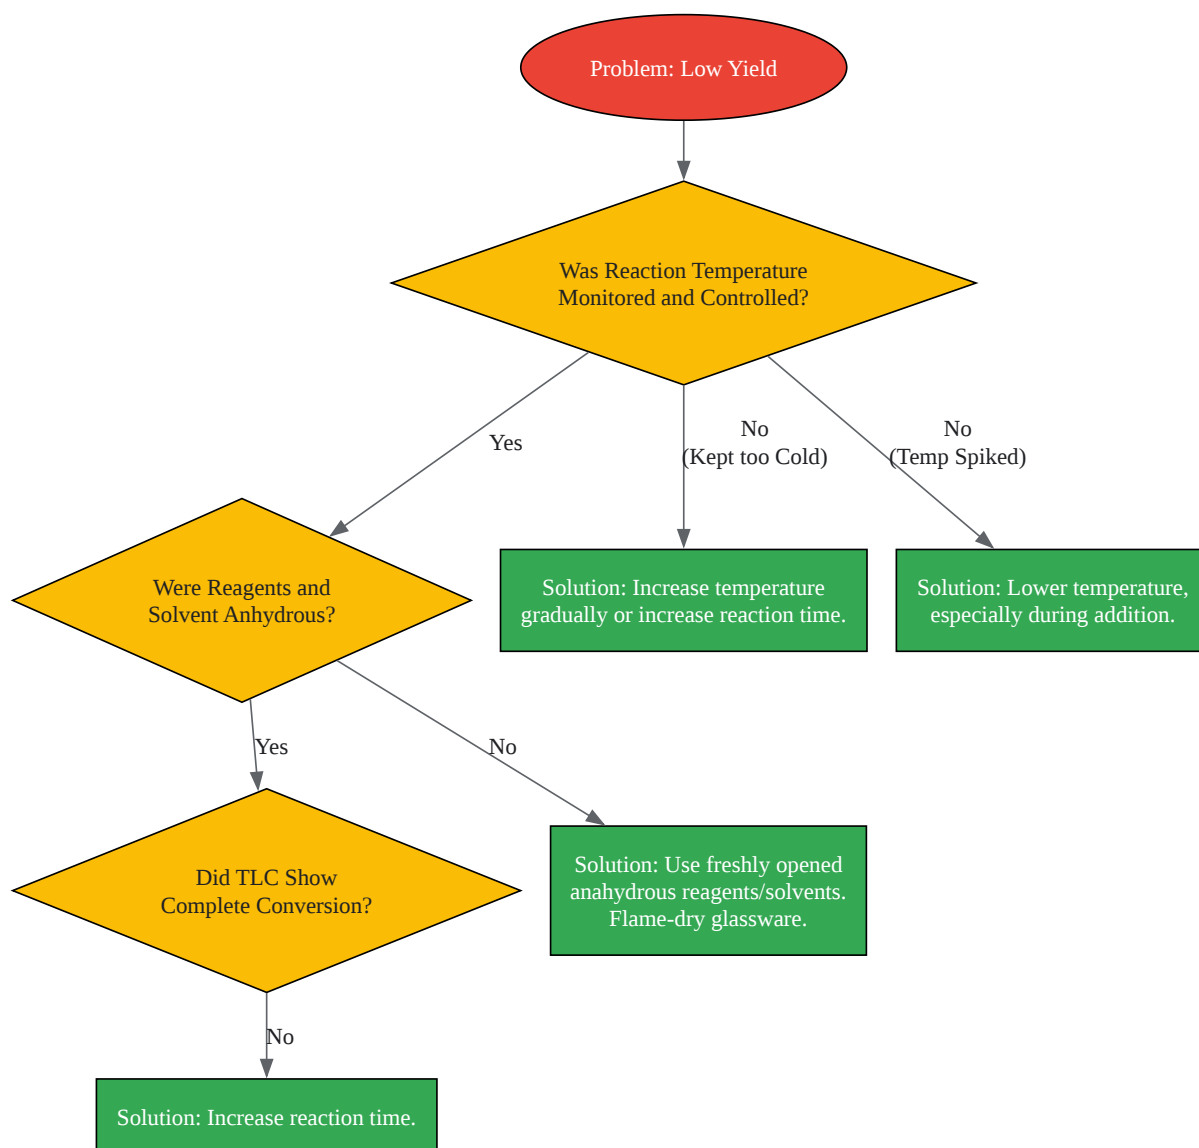 Problem: Low Yield
Was Reaction Temperature
Monitored and Controlled?
Yes
No
(Kept too Cold)
No
(Temp Spiked)
Were Reagents and
Solvent Anhydrous?
Solution: Increase temperature
gradually or increase reaction time.
Solution: Lower temperature,
especially during addition.
Yes
No
Did TLC Show
Complete Conversion?
Solution: Use freshly opened
anahydrous reagents/solvents.
Flame-dry glassware.
No
Solution: Increase reaction time.